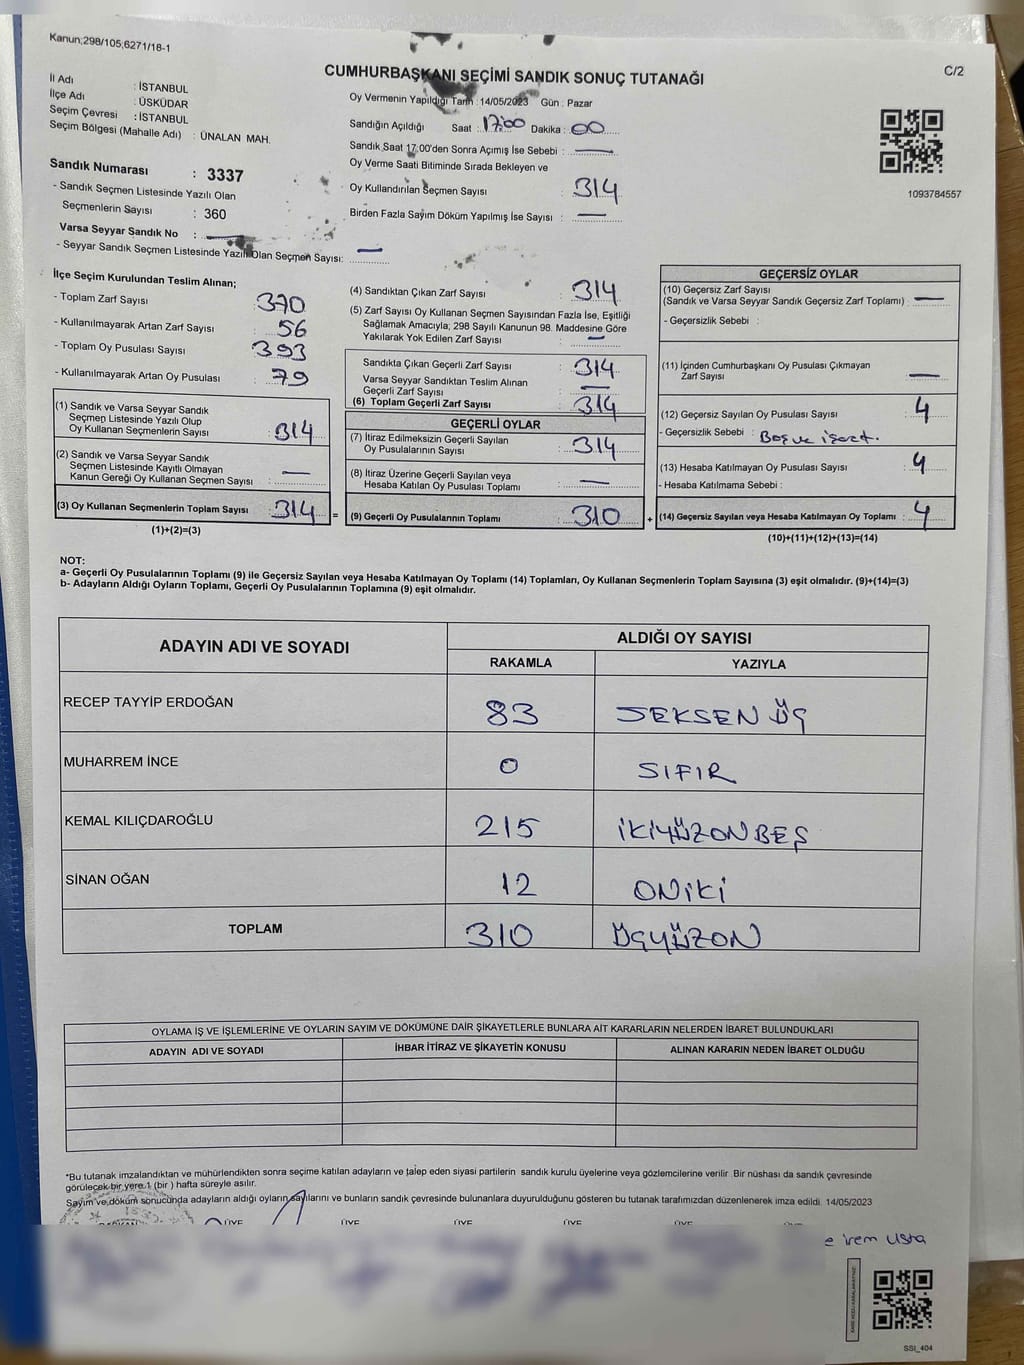 Kanun;298/105;6271/18-1
C/2
CUMHURBAŞKANI SEÇİMİ SANDIK SONUÇ TUTANAĞI
İl Adı : İSTANBUL
İlçe Adı : ÜSKÜDAR
Seçim Çevresi : İSTANBUL
Seçim Bölgesi (Mahalle Adı) : ÜNALAN MAH.
Sandık Numarası : 3337
- Sandık Seçmen Listesinde Yazılı Olan
Seçmenlerin Sayısı : 360
Varsa Seyyar Sandık No : —
- Seyyar Sandık Seçmen Listesinde Yazılı Olan Seçmen Sayısı: —
Oy Vermenin Yapıldığı Tarih : 14/05/2023 Gün : Pazar
Sandığın Açıldığı Saat : 17:00 Dakika : 00
Sandık Saat 17:00'den Sonra Açımış İse Sebebi : —
Oy Verme Saati Bitiminde Sırada Bekleyen ve
Oy Kullandırılan Seçmen Sayısı : 314
Birden Fazla Sayım Döküm Yapılmış İse Sayısı : —
1093784557
İlçe Seçim Kurulundan Teslim Alınan;
- Toplam Zarf Sayısı : 370
- Kullanılmayarak Artan Zarf Sayısı : 56
- Toplam Oy Pusulası Sayısı : 393
- Kullanılmayarak Artan Oy Pusulası : 79
(1) Sandık ve Varsa Seyyar Sandık
Seçmen Listesinde Yazılı Olup
Oy Kullanan Seçmenlerin Sayısı : 314
(2) Sandık ve Varsa Seyyar Sandık
Seçmen Listesinde Kayıtlı Olmayan
Kanun Gereği Oy Kullanan Seçmen Sayısı : —
(3) Oy Kullanan Seçmenlerin Toplam Sayısı : 314 =
(1)+(2)=(3)
(4) Sandıktan Çıkan Zarf Sayısı : 314
(5) Zarf Sayısı Oy Kullanan Seçmen Sayısından Fazla İse, Eşitliği
Sağlamak Amacıyla; 298 Sayılı Kanunun 98. Maddesine Göre
Yakılarak Yok Edilen Zarf Sayısı : —
Sandıkta Çıkan Geçerli Zarf Sayısı : 314
Varsa Seyyar Sandıktan Teslim Alınan
Geçerli Zarf Sayısı : —
(6) Toplam Geçerli Zarf Sayısı : 314
GEÇERLİ OYLAR
(7) İtiraz Edilmeksizin Geçerli Sayılan
Oy Pusulalarının Sayısı : 314
(8) İtiraz Üzerine Geçerli Sayılan veya
Hesaba Katılan Oy Pusulası Toplamı : —
(9) Geçerli Oy Pusulalarının Toplamı : 310 +
GEÇERSİZ OYLAR
(10) Geçersiz Zarf Sayısı
(Sandık ve Varsa Seyyar Sandık Geçersiz Zarf Toplamı) : —
- Geçersizlik Sebebi :
(11) İçinden Cumhurbaşkanı Oy Pusulası Çıkmayan
Zarf Sayısı : —
(12) Geçersiz Sayılan Oy Pusulası Sayısı : 4
- Geçersizlik Sebebi : Boş ve işaret.
(13) Hesaba Katılmayan Oy Pusulası Sayısı : 4
- Hesaba Katılmama Sebebi :
(14) Geçersiz Sayılan veya Hesaba Katılmayan Oy Toplamı : 4
(10)+(11)+(12)+(13)=(14)
NOT:
a- Geçerli Oy Pusulalarının Toplamı (9) ile Geçersiz Sayılan veya Hesaba Katılmayan Oy Toplamı (14) Toplamları, Oy Kullanan Seçmenlerin Toplam Sayısına (3) eşit olmalıdır. (9)+(14)=(3)
b- Adayların Aldığı Oyların Toplamı, Geçerli Oy Pusulalarının Toplamına (9) eşit olmalıdır.
ADAYIN ADI VE SOYADI
ALDIĞI OY SAYISI
RAKAMLA YAZIYLA
RECEP TAYYİP ERDOĞAN 83 SEKSEN ÜÇ
MUHARREM İNCE 0 SIFIR
KEMAL KILIÇDAROĞLU 215 İKİYÜZONBEŞ
SİNAN OĞAN 12 ONİKİ
TOPLAM 310 ÜÇYÜZON
OYLAMA İŞ VE İŞLEMLERİNE VE OYLARIN SAYIM VE DÖKÜMÜNE DAİR ŞİKAYETLERLE BUNLARA AİT KARARLARIN NELERDEN İBARET BULUNDUKLARI
ADAYIN ADI VE SOYADI İHBAR İTİRAZ VE ŞİKAYETİN KONUSU ALINAN KARARIN NEDEN İBARET OLDUĞU
*Bu tutanak imzalandıktan ve mühürlendikten sonra seçime katılan adayların ve talep eden siyasi partilerin sandık kurulu üyelerine veya gözlemcilerine verilir. Bir nüshası da sandık çevresinde
görülecek bir yere 1 (bir ) hafta süreyle asılır.
Sayım ve döküm sonucunda adayların aldığı oyların sayılarını ve bunların sandık çevresinde bulunanlara duyurulduğunu gösteren bu tutanak tarafımızdan düzenlenerek imza edildi. 14/05/2023
ÜYE ÜYE ÜYE ÜYE ÜYE ÜYE
e irem Usta
SSI_404